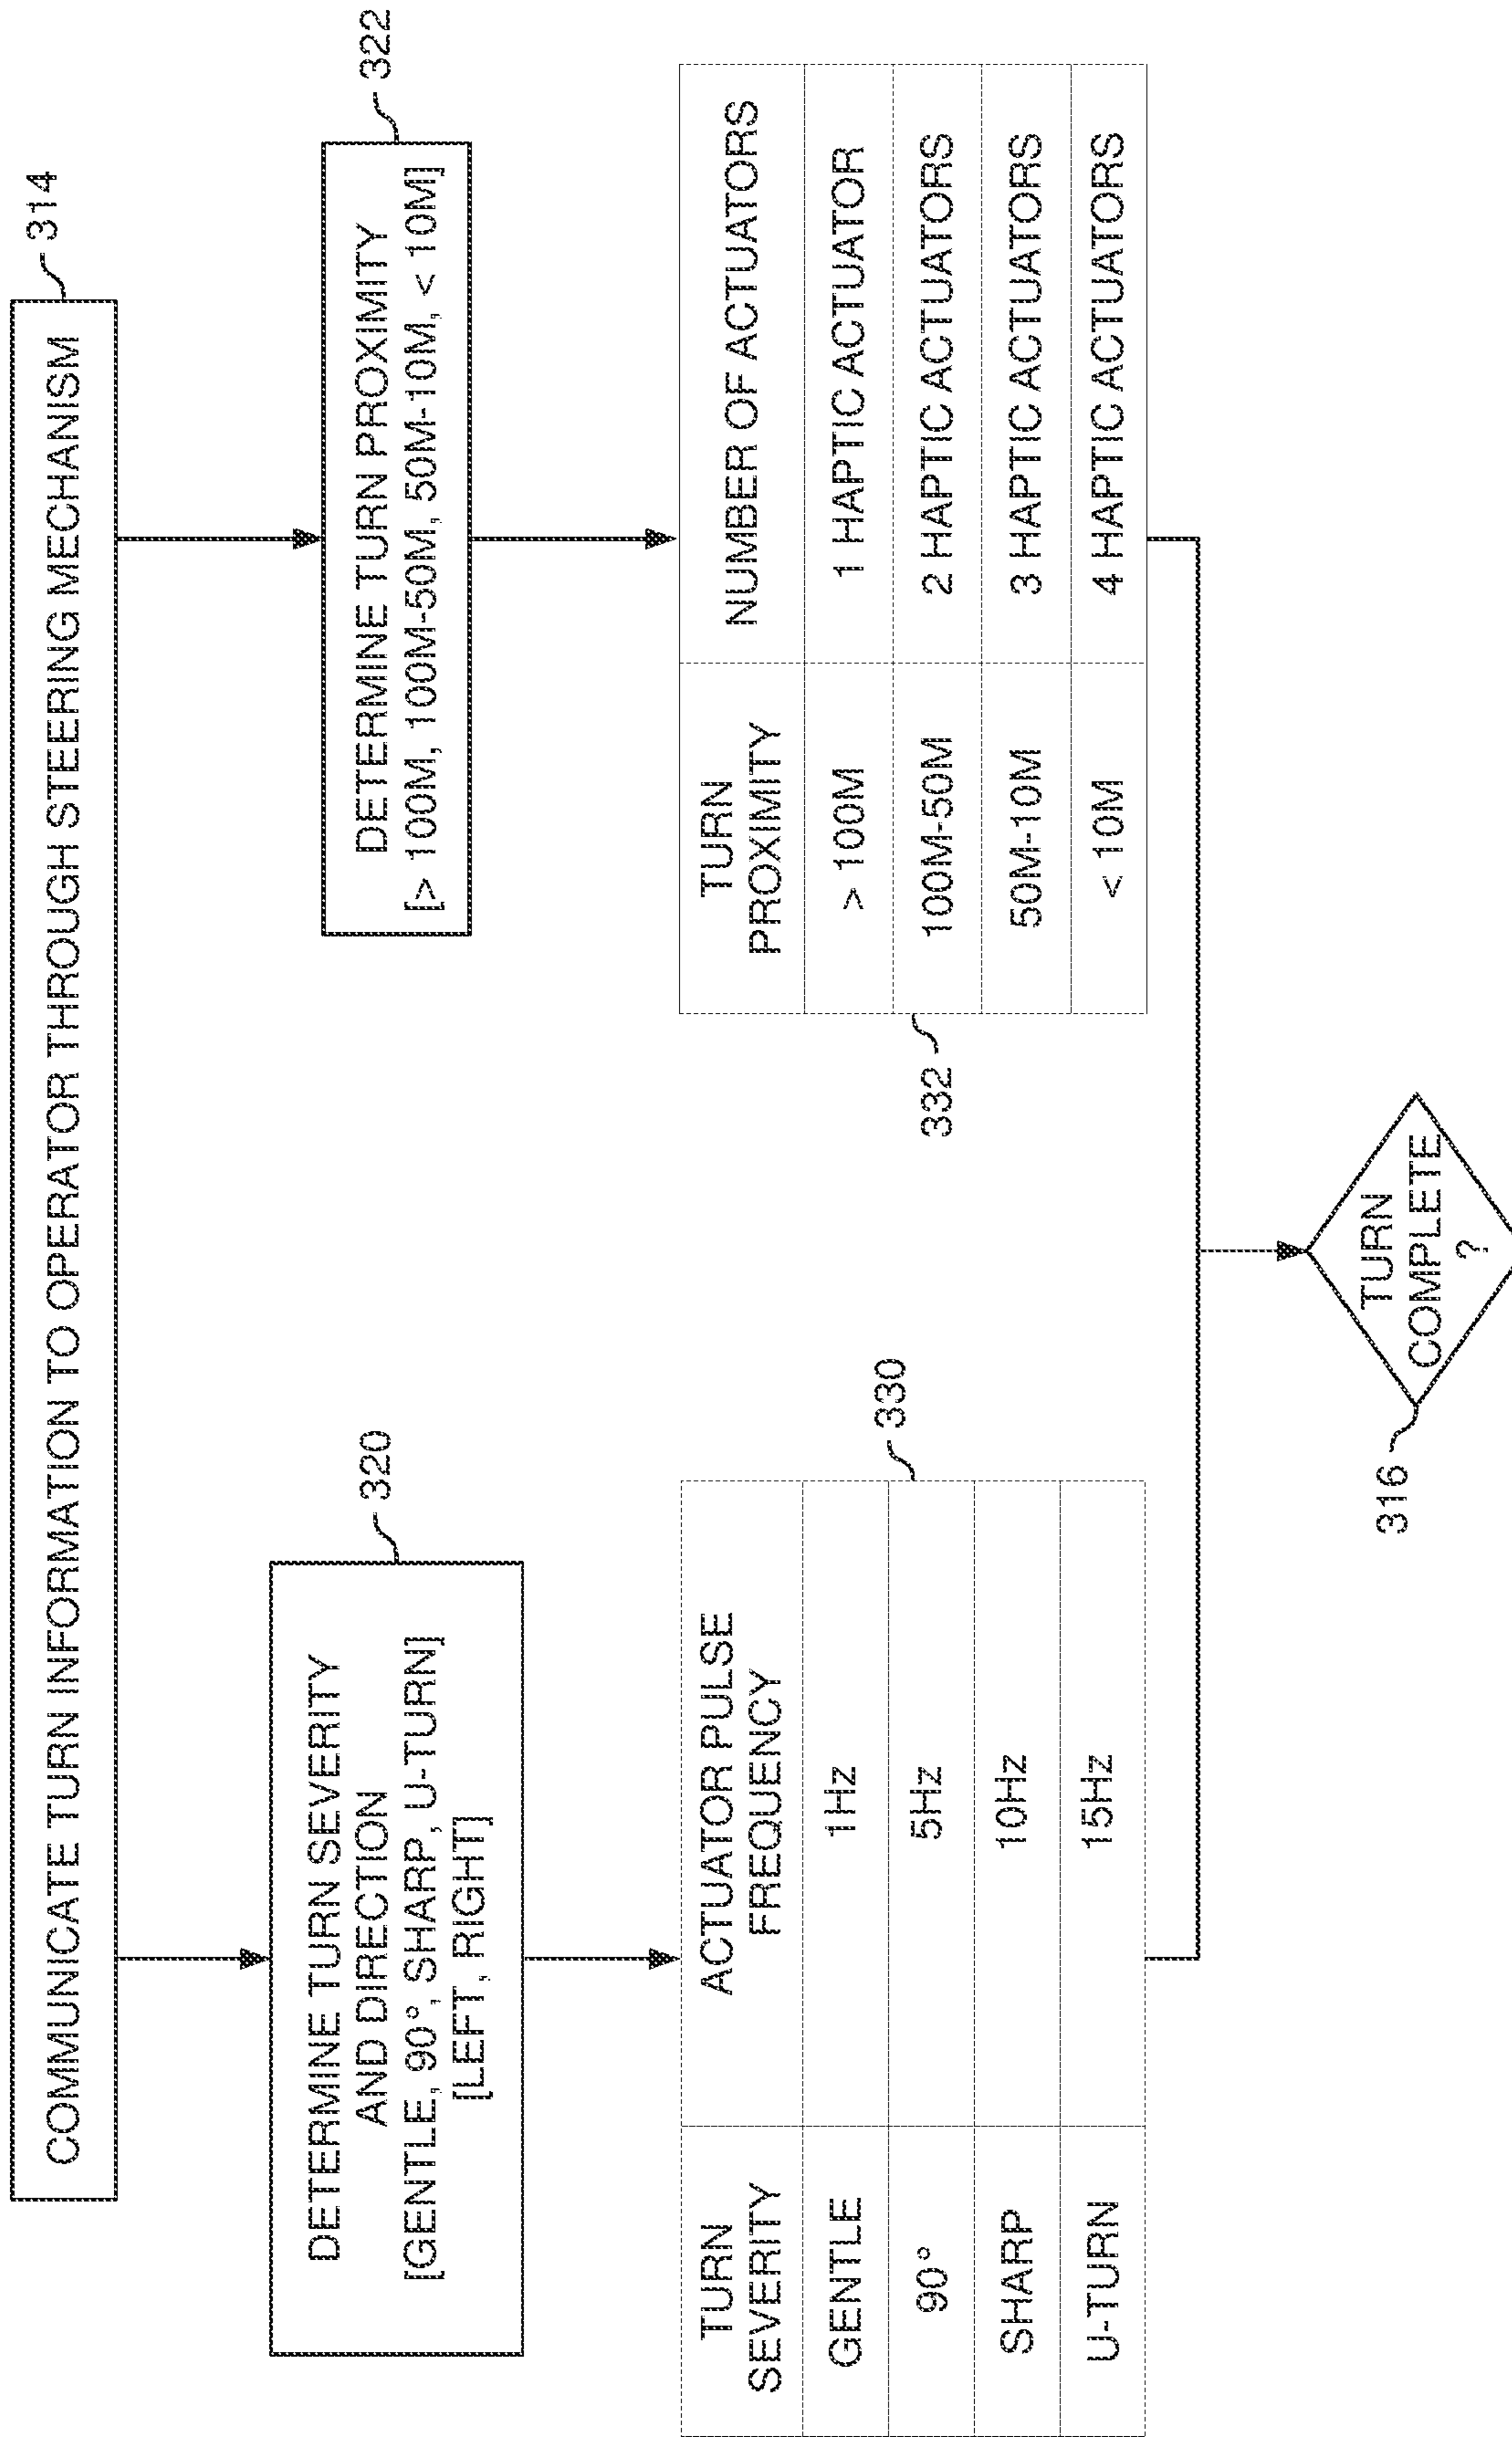 COMMUNICATE TURN INFORMATION TO OPERATOR THROUGH STEERING MECHANISM
314
DETERMINE TURN SEVERITY
AND DIRECTION
[GENTLE, 90°, SHARP, U-TURN]
[LEFT, RIGHT]
320
DETERMINE TURN PROXIMITY
[> 100M, 100M-50M, 50M-10M, < 10M]
322
TURN
SEVERITY
ACTUATOR PULSE
FREQUENCY
GENTLE
1Hz
90°
5Hz
SHARP
10Hz
U-TURN
15Hz
330
332
TURN
PROXIMITY
NUMBER OF ACTUATORS
> 100M
1 HAPTIC ACTUATOR
100M-50M
2 HAPTIC ACTUATORS
50M-10M
3 HAPTIC ACTUATORS
< 10M
4 HAPTIC ACTUATORS
316
TURN
COMPLETE
?